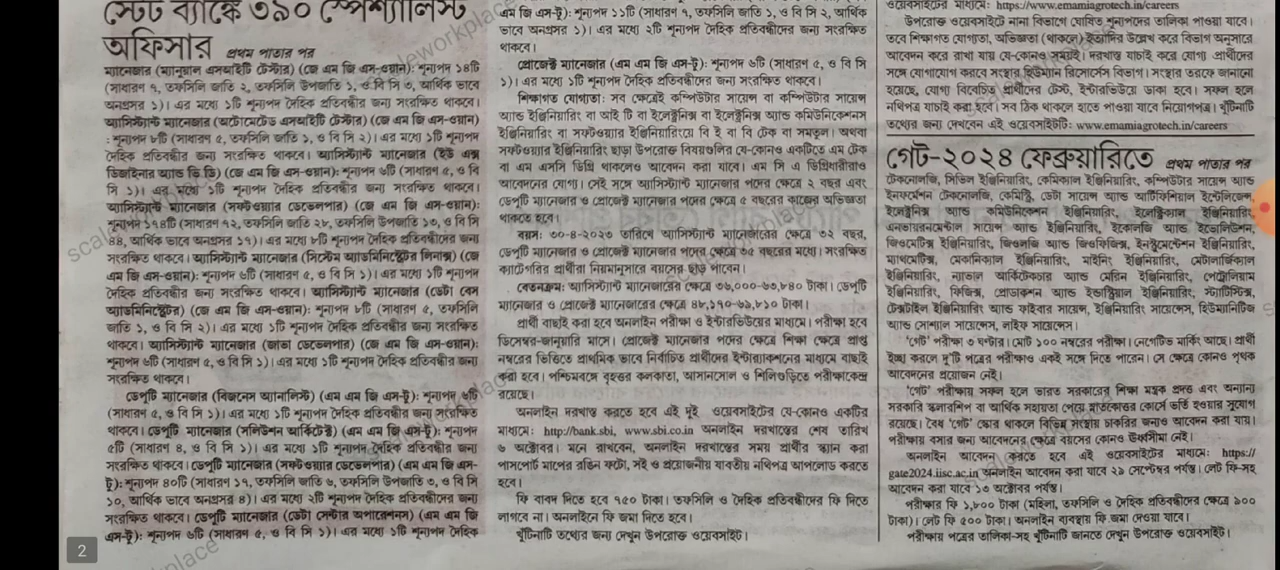 স্টেট ব্যাঙ্কে ৩৯০ স্পেশ্যালিস্ট
অফিসার প্রথম পাতার পর
ম্যানেজার (ম্যানুয়াল এসআইটি টেস্টার) (জে এম জি এস-ওয়ান): শূন্যপদ ১৪টি
(সাধারণ ৭, তফসিলি জাতি ২, তফসিলি উপজাতি ১, ও বি সি ৩, আর্থিক ভাবে
অনগ্রসর ১)। এর মধ্যে ১টি শূন্যপদ দৈহিক প্রতিবন্ধীর জন্য সংরক্ষিত থাকবে।
অ্যাসিস্ট্যান্ট ম্যানেজার (অটোমেটেড এসআইটি টেস্টার) (জে এম জি এস-ওয়ান)
: শূন্যপদ ৮টি (সাধারণ ৫, তফসিলি জাতি ১, ও বি সি ২)। এর মধ্যে ১টি শূন্যপদ
দৈহিক প্রতিবন্ধীর জন্য সংরক্ষিত থাকবে। অ্যাসিস্ট্যান্ট ম্যানেজার (ইউ এক্স
ডিজাইনার অ্যান্ড ভি ডি) (জে এম জি এস-ওয়ান): শূন্যপদ ৬টি (সাধারণ ৫, ও বি
সি ১)। এর মধ্যে ১টি শূন্যপদ দৈহিক প্রতিবন্ধীর জন্য সংরক্ষিত থাকবে।
অ্যাসিস্ট্যান্ট ম্যানেজার (সফটওয়্যার ডেভেলপার) (জে এম জি এস-ওয়ান):
শূন্যপদ ১৭৪টি (সাধারণ ৭২, তফসিলি জাতি ২৮, তফসিলি উপজাতি ১৩, ও বি সি
৪৪, আর্থিক ভাবে অনগ্রসর ১৭)। এর মধ্যে ৮টি শূন্যপদ দৈহিক প্রতিবন্ধীদের জন্য
সংরক্ষিত থাকবে। অ্যাসিস্ট্যান্ট ম্যানেজার (সিস্টেম অ্যাডমিনিস্ট্রেটর লিনাক্স) (জে
এম জি এস-ওয়ান): শূন্যপদ ৬টি (সাধারণ ৫, ও বি সি ১)। এর মধ্যে ১টি শূন্যপদ
দৈহিক প্রতিবন্ধীর জন্য সংরক্ষিত থাকবে। অ্যাসিস্ট্যান্ট ম্যানেজার (ডেটা বেস
অ্যাডমিনিস্ট্রেটর) (জে এম জি এস-ওয়ান): শূন্যপদ ৮টি (সাধারণ ৫, তফসিলি
জাতি ১, ও বি সি ২)। এর মধ্যে ১টি শূন্যপদ দৈহিক প্রতিবন্ধীর জন্য সংরক্ষিত
থাকবে। অ্যাসিস্ট্যান্ট ম্যানেজার (জাভা ডেভেলপার) (জে এম জি এস-ওয়ান):
শূন্যপদ ৬টি (সাধারণ ৫, ও বি সি ১)। এর মধ্যে ১টি শূন্যপদ দৈহিক প্রতিবন্ধীর জন্য
সংরক্ষিত থাকবে।
ডেপুটি ম্যানেজার (বিজনেস অ্যানালিস্ট) (এম এম জি এস-টু): শূন্যপদ ৬টি
(সাধারণ ৫, ও বি সি ১)। এর মধ্যে ১টি শূন্যপদ দৈহিক প্রতিবন্ধীর জন্য সংরক্ষিত
থাকবে। ডেপুটি ম্যানেজার (সলিউশন আর্কিটেক্ট) (এম এম জি এস-টু): শূন্যপদ
৫টি (সাধারণ ৪, ও বি সি ১)। এর মধ্যে ১টি শূন্যপদ দৈহিক প্রতিবন্ধীর জন্য
সংরক্ষিত থাকবে। ডেপুটি ম্যানেজার (সফটওয়্যার ডেভেলপার) (এম এম জি এস-
টু): শূন্যপদ ৪০টি (সাধারণ ১৭, তফসিলি জাতি ৬, তফসিলি উপজাতি ৩, ও বি সি
১০, আর্থিক ভাবে অনগ্রসর ৪)। এর মধ্যে ২টি শূন্যপদ দৈহিক প্রতিবন্ধীদের জন্য
সংরক্ষিত থাকবে। ডেপুটি ম্যানেজার (ডেটা সেন্টার অপারেশনস) (এম এম জি
এস-টু): শূন্যপদ ৬টি (সাধারণ ৫, ও বি সি ১)। এর মধ্যে ১টি শূন্যপদ দৈহিক
এম জি এস-টু): শূন্যপদ ১১টি (সাধারণ ৭, তফসিলি জাতি ১, ও বি সি ২, আর্থিক
ভাবে অনগ্রসর ১)। এর মধ্যে ২টি শূন্যপদ দৈহিক প্রতিবন্ধীদের জন্য সংরক্ষিত
থাকবে।
প্রোজেক্ট ম্যানেজার (এম এম জি এস-টু): শূন্যপদ ৬টি (সাধারণ ৫, ও বি সি
১)। এর মধ্যে ১টি শূন্যপদ দৈহিক প্রতিবন্ধীদের জন্য সংরক্ষিত থাকবে।
শিক্ষাগত যোগ্যতা: সব ক্ষেত্রেই কম্পিউটার সায়েন্স বা কম্পিউটার সায়েন্স
অ্যান্ড ইঞ্জিনিয়ারিং বা আই টি বা ইলেক্ট্রনিক্স বা ইলেক্ট্রনিক্স অ্যান্ড কমিউনিকেশনস
ইঞ্জিনিয়ারিং বা সফটওয়্যার ইঞ্জিনিয়ারিংয়ে বি ই বা বি টেক বা সমতুল। অথবা
সফটওয়্যার ইঞ্জিনিয়ারিং ছাড়া উপরোক্ত বিষয়গুলির যে-কোনও একটিতে এম টেক
বা এম এসসি ডিগ্রি থাকলেও আবেদন করা যাবে। এম সি এ ডিগ্রিধারীরাও
আবেদনের যোগ্য। সেই সঙ্গে অ্যাসিস্ট্যান্ট ম্যানেজার পদের ক্ষেত্রে ২ বছর এবং
ডেপুটি ম্যানেজার ও প্রোজেক্ট ম্যানেজার পদের ক্ষেত্রে ৫ বছরের কাজের অভিজ্ঞতা
থাকতে হবে।
বয়স: ৩০-৪-২০২৩ তারিখে অ্যাসিস্ট্যান্ট ম্যানেজারের ক্ষেত্রে ৩২ বছর,
ডেপুটি ম্যানেজার ও প্রোজেক্ট ম্যানেজার পদের ক্ষেত্রে ৩৫ বছরের মধ্যে। সংরক্ষিত
ক্যাটেগরির প্রার্থীরা নিয়মানুসারে বয়সের ছাড় পাবেন।
বেতনক্রম: অ্যাসিস্ট্যান্ট ম্যানেজারের ক্ষেত্রে ৩৬,০০০-৬৩,৮৪০ টাকা। ডেপুটি
ম্যানেজার ও প্রোজেক্ট ম্যানেজারের ক্ষেত্রে ৪৮,১৭০-৬৯,৮১০ টাকা।
প্রার্থী বাছাই করা হবে অনলাইন পরীক্ষা ও ইন্টারভিউয়ের মাধ্যমে। পরীক্ষা হবে
ডিসেম্বর-জানুয়ারি মাসে। প্রোজেক্ট ম্যানেজার পদের ক্ষেত্রে শিক্ষা ক্ষেত্রে প্রাপ্ত
নম্বরের ভিত্তিতে প্রাথমিক ভাবে নির্বাচিত প্রার্থীদের ইন্টার‍্যাকশনের মাধ্যমে বাছাই
করা হবে। পশ্চিমবঙ্গে বৃহত্তর কলকাতা, আসানসোল ও শিলিগুড়িতে পরীক্ষাকেন্দ্র
রয়েছে।
অনলাইন দরখাস্ত করতে হবে এই দুই ওয়েবসাইটের যে-কোনও একটির
মাধ্যমে: http://bank.sbi, www.sbi.co.in অনলাইন দরখাস্তের শেষ তারিখ
৬ অক্টোবর। মনে রাখবেন, অনলাইন দরখাস্তের সময় প্রার্থীর স্ক্যান করা
পাসপোর্ট মাপের রঙিন ফটো, সই ও প্রয়োজনীয় যাবতীয় নথিপত্র আপলোড করতে
হবে।
ফি বাবদ দিতে হবে ৭৫০ টাকা। তফসিলি ও দৈহিক প্রতিবন্ধীদের ফি দিতে
লাগবে না। অনলাইনে ফি জমা দিতে হবে।
খুঁটিনাটি তথ্যের জন্য দেখুন উপরোক্ত ওয়েবসাইট।
ওয়েবসাইটের মাধ্যমে: https://www.emamiagrotech.in/careers
উপরোক্ত ওয়েবসাইটে নানা বিভাগে ঘোষিত শূন্যপদের তালিকা পাওয়া যাবে।
তবে শিক্ষাগত যোগ্যতা, অভিজ্ঞতা (থাকলে) ইত্যাদির উল্লেখ করে বিভাগ অনুসারে
আবেদন করে রাখা যায় যে-কোনও সময়ই। দরখাস্ত যাচাই করে যোগ্য প্রার্থীদের
সঙ্গে যোগাযোগ করবে সংস্থার হিউম্যান রিসোর্সেস বিভাগ। সংস্থার তরফে জানানো
হয়েছে, যোগ্য বিবেচিত প্রার্থীদের টেস্ট, ইন্টারভিউয়ে ডাকা হবে। সফল হলে
নথিপত্র যাচাই করা হবে। সব ঠিক থাকলে হাতে পাওয়া যাবে নিয়োগপত্র। খুঁটিনাটি
তথ্যের জন্য দেখবেন এই ওয়েবসাইটটি: www.emamiagrotech.in/careers
গেট-২০২৪ ফেব্রুয়ারিতে প্রথম পাতার পর
টেকনোলজি, সিভিল ইঞ্জিনিয়ারিং, কেমিক্যাল ইঞ্জিনিয়ারিং, কম্পিউটার সায়েন্স অ্যান্ড
ইনফর্মেশন টেকনোলজি, কেমিস্ট্রি, ডেটা সায়েন্স অ্যান্ড আর্টিফিশিয়াল ইন্টেলিজেন্স,
ইলেক্ট্রনিক্স অ্যান্ড কমিউনিকেশন ইঞ্জিনিয়ারিং, ইলেক্ট্রিক্যাল ইঞ্জিনিয়ারিং,
এনভায়রনমেন্টাল সায়েন্স অ্যান্ড ইঞ্জিনিয়ারিং, ইকোলজি অ্যান্ড ইভোলিউশন,
জিওমেটিক্স ইঞ্জিনিয়ারিং, জিওলজি অ্যান্ড জিওফিজিক্স, ইনস্ট্রুমেন্টেশন ইঞ্জিনিয়ারিং,
ম্যাথমেটিক্স, মেকানিক্যাল ইঞ্জিনিয়ারিং, মাইনিং ইঞ্জিনিয়ারিং, মেটালার্জিক্যাল
ইঞ্জিনিয়ারিং, ন্যাভাল আর্কিটেকচার অ্যান্ড মেরিন ইঞ্জিনিয়ারিং, পেট্রোলিয়াম
ইঞ্জিনিয়ারিং, ফিজিক্স, প্রোডাকশন অ্যান্ড ইন্ডাস্ট্রিয়াল ইঞ্জিনিয়ারিং, স্ট্যাটিস্টিক্স,
টেক্সটাইল ইঞ্জিনিয়ারিং অ্যান্ড ফাইবার সায়েন্স, ইঞ্জিনিয়ারিং সায়েন্সেস, হিউম্যানিটিজ
অ্যান্ড সোশ্যাল সায়েন্সেস, লাইফ সায়েন্সেস।
‘গেট’ পরীক্ষা ৩ ঘণ্টার। মোট ১০০ নম্বরের পরীক্ষা। নেগেটিভ মার্কিং আছে। প্রার্থী
ইচ্ছা করলে দু’টি পত্রের পরীক্ষাও একই সঙ্গে দিতে পারেন। সে ক্ষেত্রে কোনও পৃথক
আবেদনের প্রয়োজন নেই।
‘গেট’ পরীক্ষায় সফল হলে ভারত সরকারের শিক্ষা মন্ত্রক প্রদত্ত এবং অন্যান্য
সরকারি স্কলারশিপ বা আর্থিক সহায়তা পেয়ে স্নাতকোত্তর কোর্সে ভর্তি হওয়ার সুযোগ
রয়েছে। বৈধ ‘গেট’ স্কোর থাকলে বিভিন্ন সংস্থায় চাকরির জন্যও আবেদন করা যায়।
পরীক্ষায় বসার জন্য আবেদনের ক্ষেত্রে বয়সের কোনও ঊর্ধ্বসীমা নেই।
অনলাইন আবেদন করতে হবে এই ওয়েবসাইটের মাধ্যমে: https://
gate2024.iisc.ac.in অনলাইন আবেদন করা যাবে ২৯ সেপ্টেম্বর পর্যন্ত। লেট ফি-সহ
আবেদন করা যাবে ১৩ অক্টোবর পর্যন্ত।
পরীক্ষার ফি ১,৮০০ টাকা (মহিলা, তফসিলি ও দৈহিক প্রতিবন্ধীদের ক্ষেত্রে ৯০০
টাকা)। লেট ফি ৫০০ টাকা। অনলাইন ব্যবস্থায় ফি জমা দেওয়া যাবে।
পরীক্ষায় পত্রের তালিকা-সহ খুঁটিনাটি জানতে দেখুন উপরোক্ত ওয়েবসাইট।
2